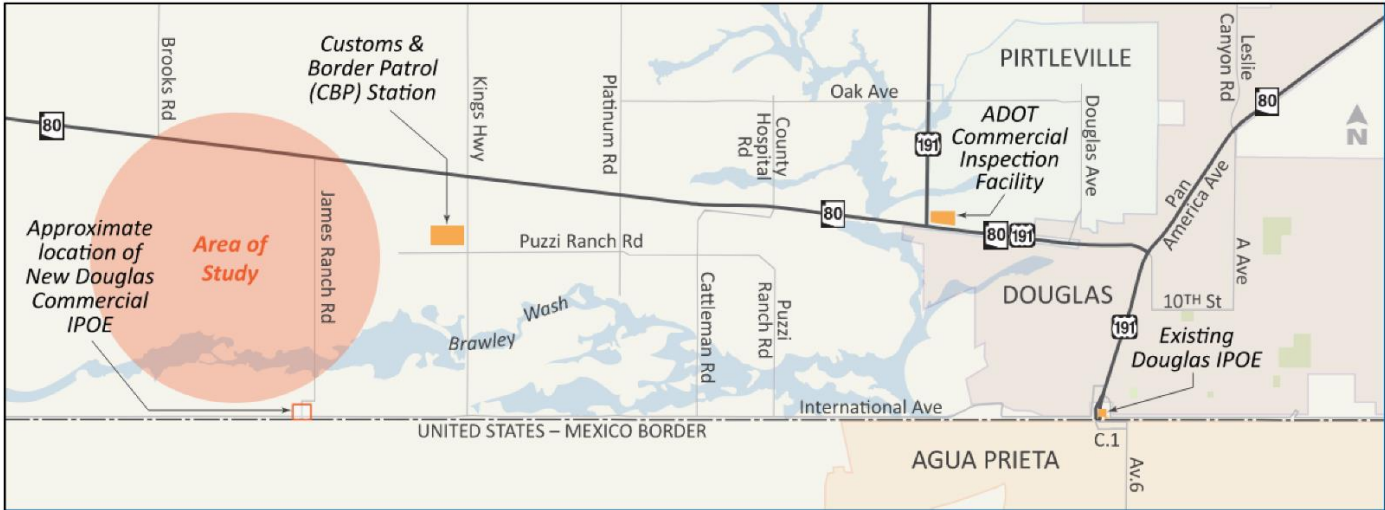 Brooks Rd
Customs &
Border Patrol
(CBP) Station
Kings Hwy
Platinum Rd
Oak Ave
County
Hospital
Rd
PIRTLEVILLE
Leslie
Canyon Rd
80
80
N
191
ADOT
Commercial
Inspection
Facility
Douglas Ave
Pan
America Ave
James Ranch Rd
Approximate
location of
New Douglas
Commercial
IPOE
Area of
Study
Puzzi Ranch Rd
80
80
191
A Ave
Cattleman Rd
Puzzi
Ranch Rd
DOUGLAS
10TH St
191
Brawley
Wash
Existing
Douglas IPOE
International Ave
UNITED STATES – MEXICO BORDER
AGUA PRIETA
C.1
Av.6